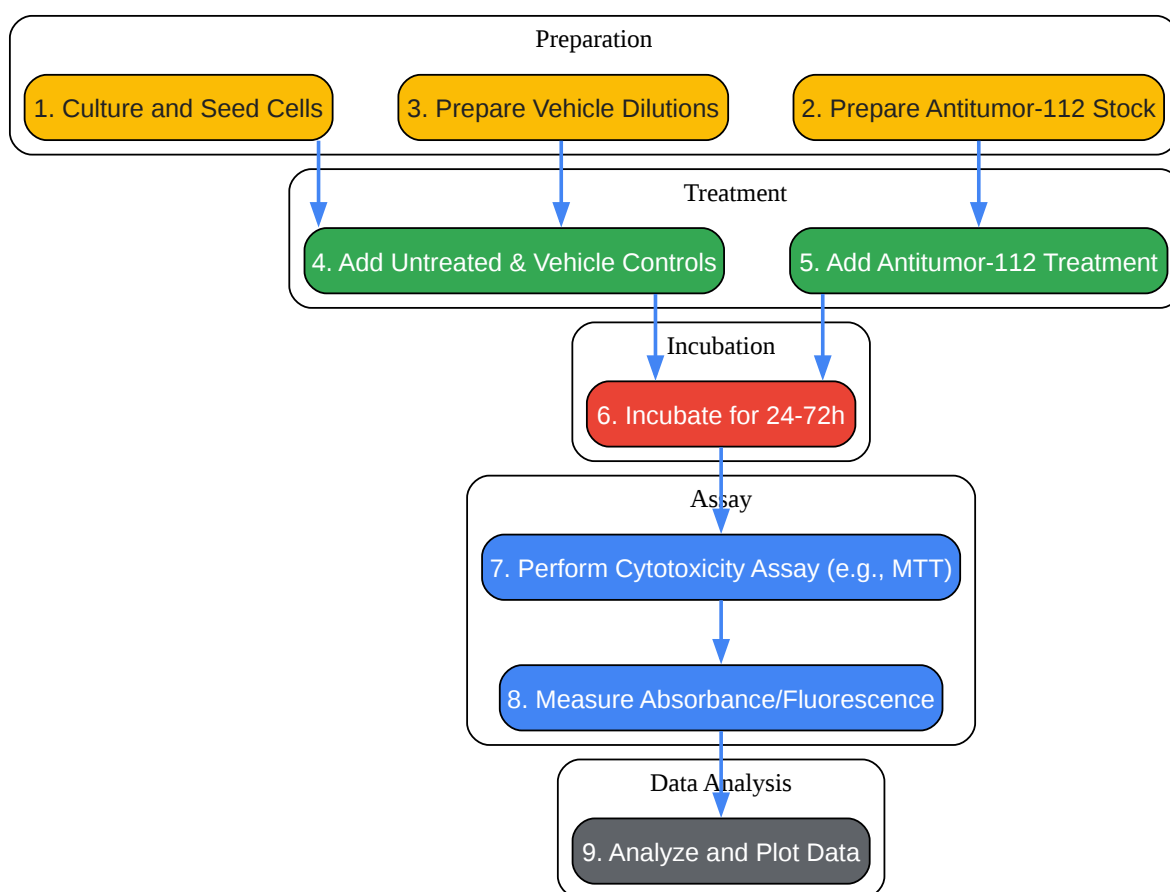 Preparation
1. Culture and Seed Cells
3. Prepare Vehicle Dilutions
2. Prepare Antitumor-112 Stock
Treatment
4. Add Untreated & Vehicle Controls
5. Add Antitumor-112 Treatment
Incubation
6. Incubate for 24-72h
Assay
7. Perform Cytotoxicity Assay (e.g., MTT)
8. Measure Absorbance/Fluorescence
Data Analysis
9. Analyze and Plot Data